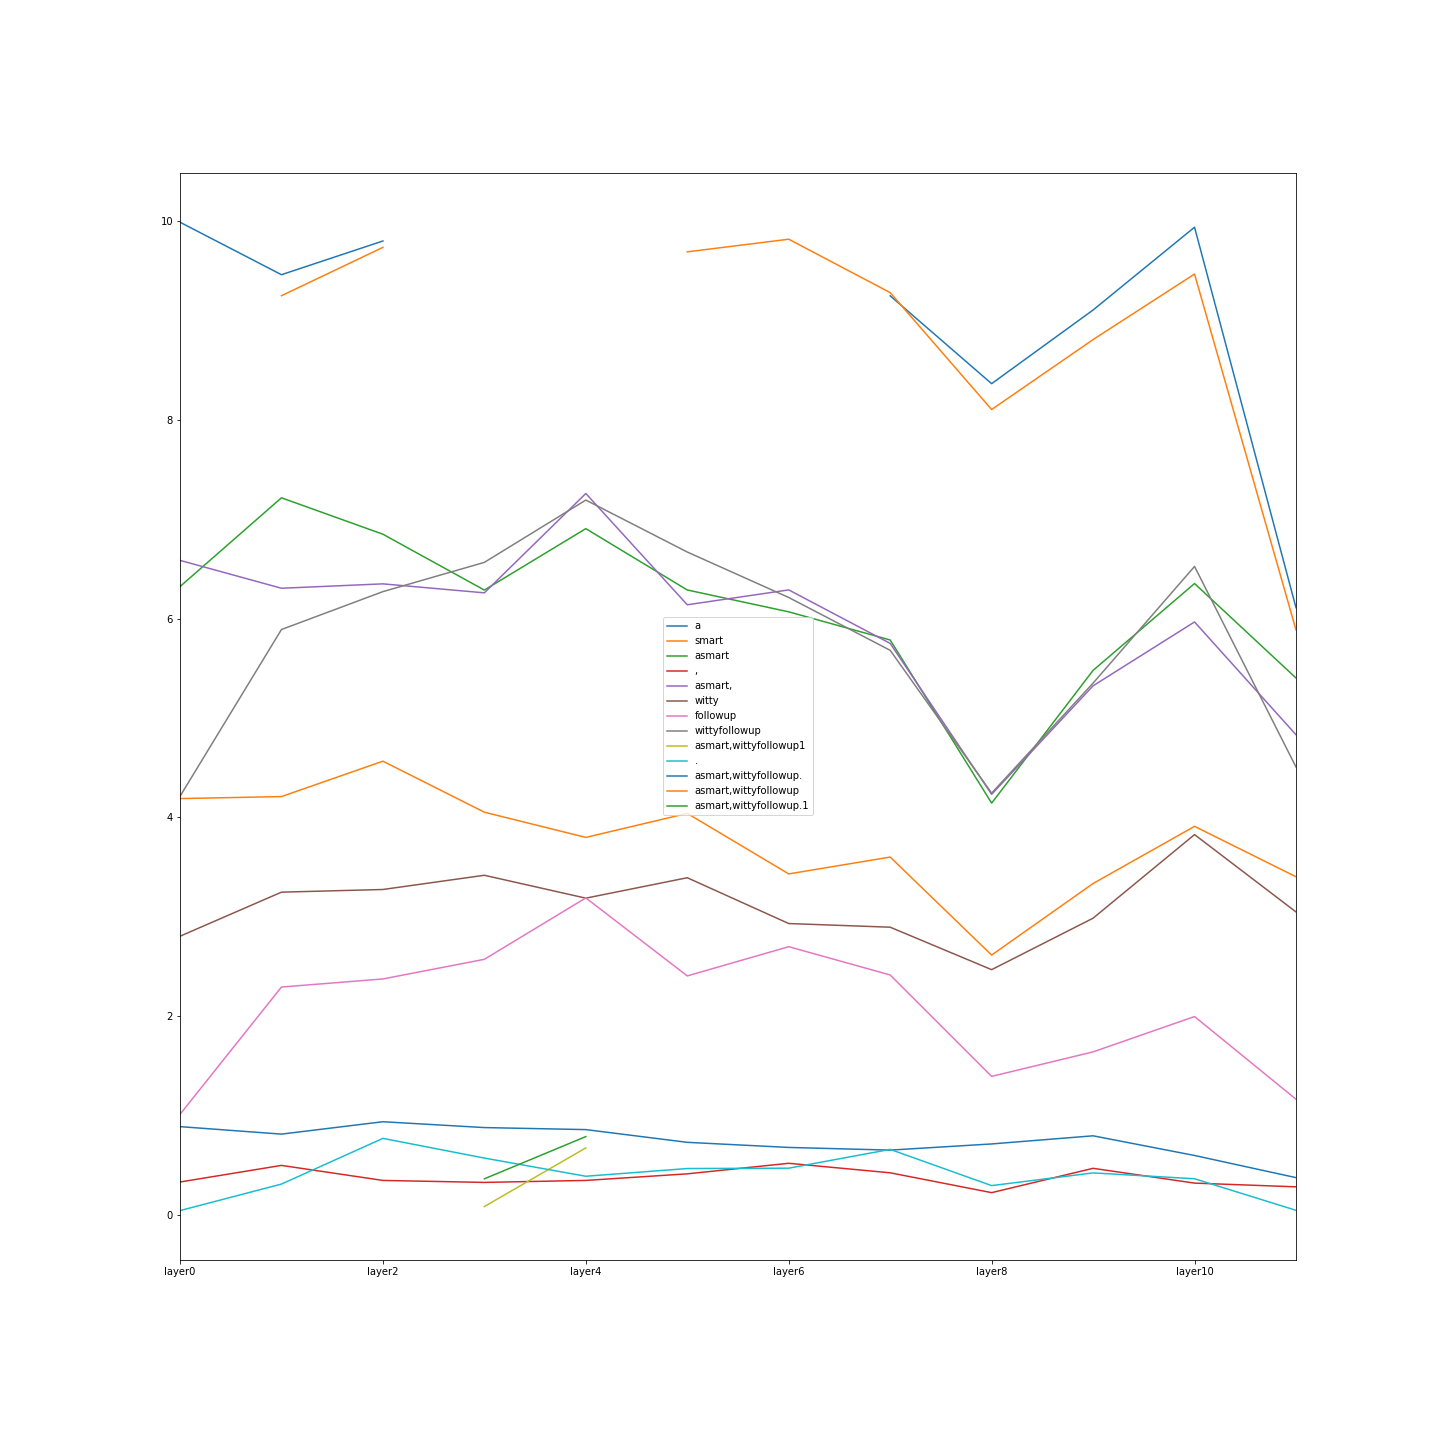 10
8
6
4
2
0
a
smart
asmart
,
asmart,
witty
followup
wittyfollowup
asmart,wittyfollowup1
.
asmart,wittyfollowup.
asmart,wittyfollowup
asmart,wittyfollowup.1
layer0 layer2 layer4 layer6 layer8 layer10